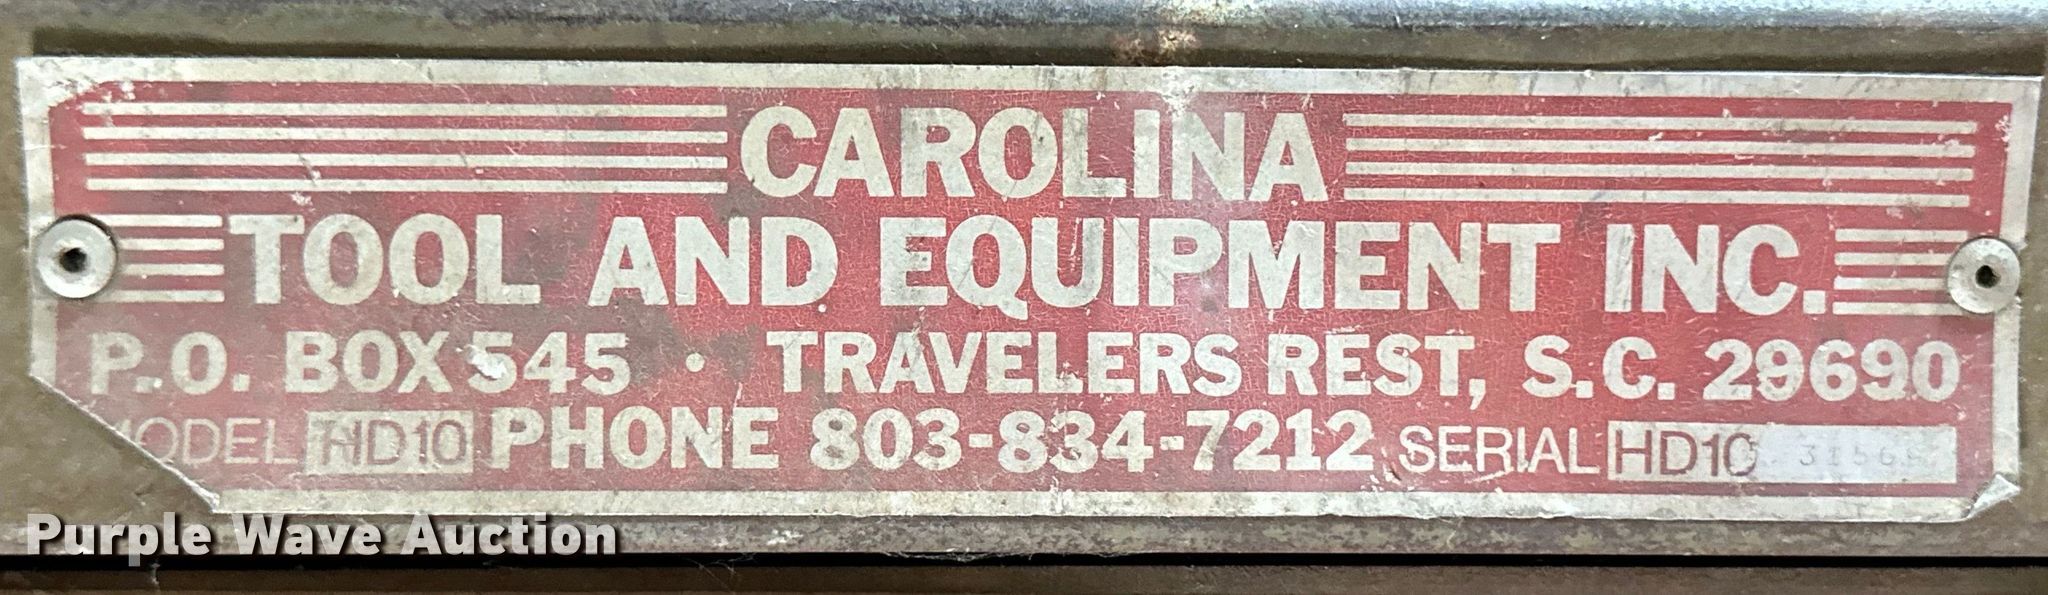 CAROLINA
TOOL AND EQUIPMENT INC.
P.O. BOX 545 · TRAVELERS REST, S.C. 29690
MODEL HD10 PHONE 803-834-7212 SERIAL HD10
Purple Wave Auction